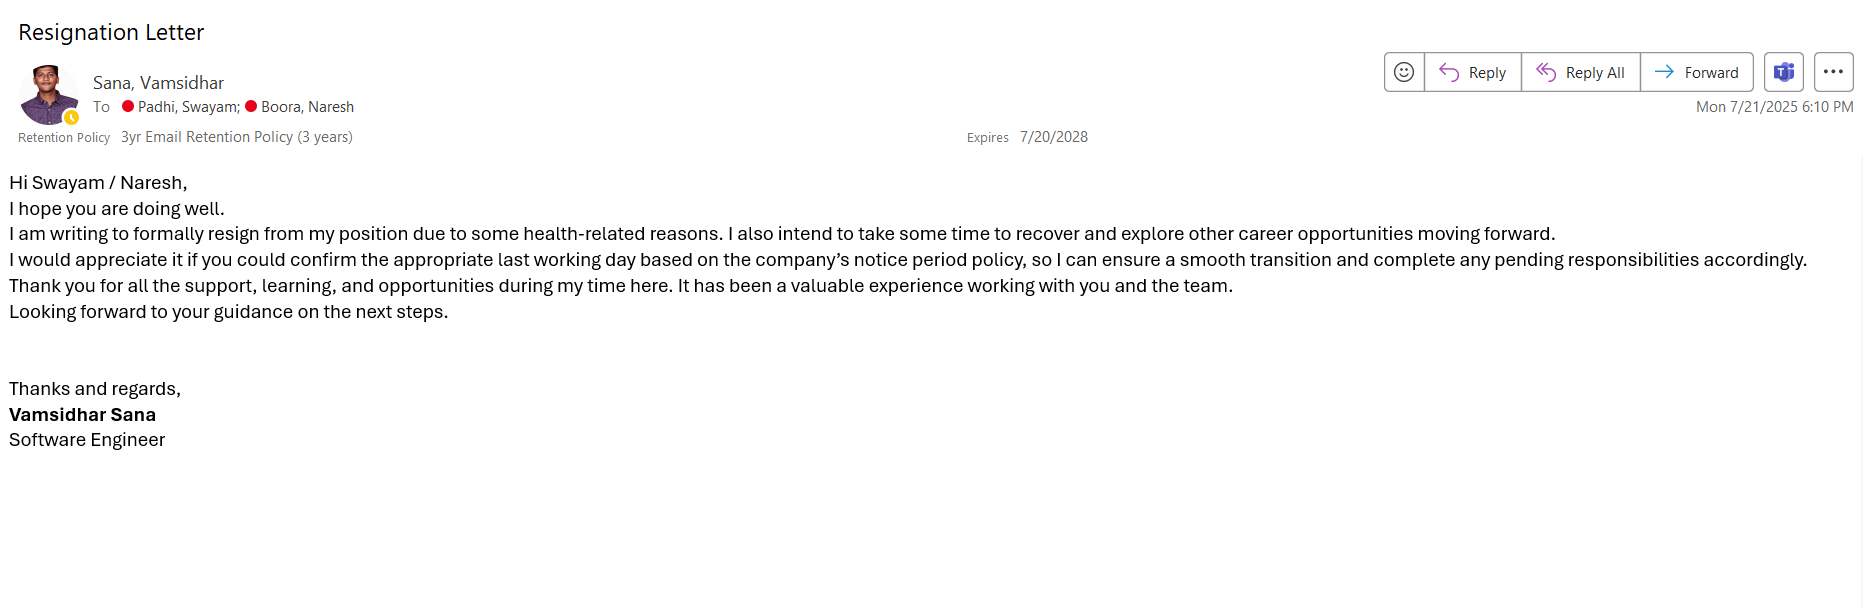 Resignation Letter
Sana, Vamsidhar
Reply
Reply All
Forward
To Padhi, Swayam; Boora, Naresh
Mon 7/21/2025 6:10 PM
Retention Policy 3yr Email Retention Policy (3 years)
Expires 7/20/2028
Hi Swayam / Naresh,
I hope you are doing well.
I am writing to formally resign from my position due to some health-related reasons. I also intend to take some time to recover and explore other career opportunities moving forward.
I would appreciate it if you could confirm the appropriate last working day based on the company’s notice period policy, so I can ensure a smooth transition and complete any pending responsibilities accordingly.
Thank you for all the support, learning, and opportunities during my time here. It has been a valuable experience working with you and the team.
Looking forward to your guidance on the next steps.
Thanks and regards,
Vamsidhar Sana
Software Engineer